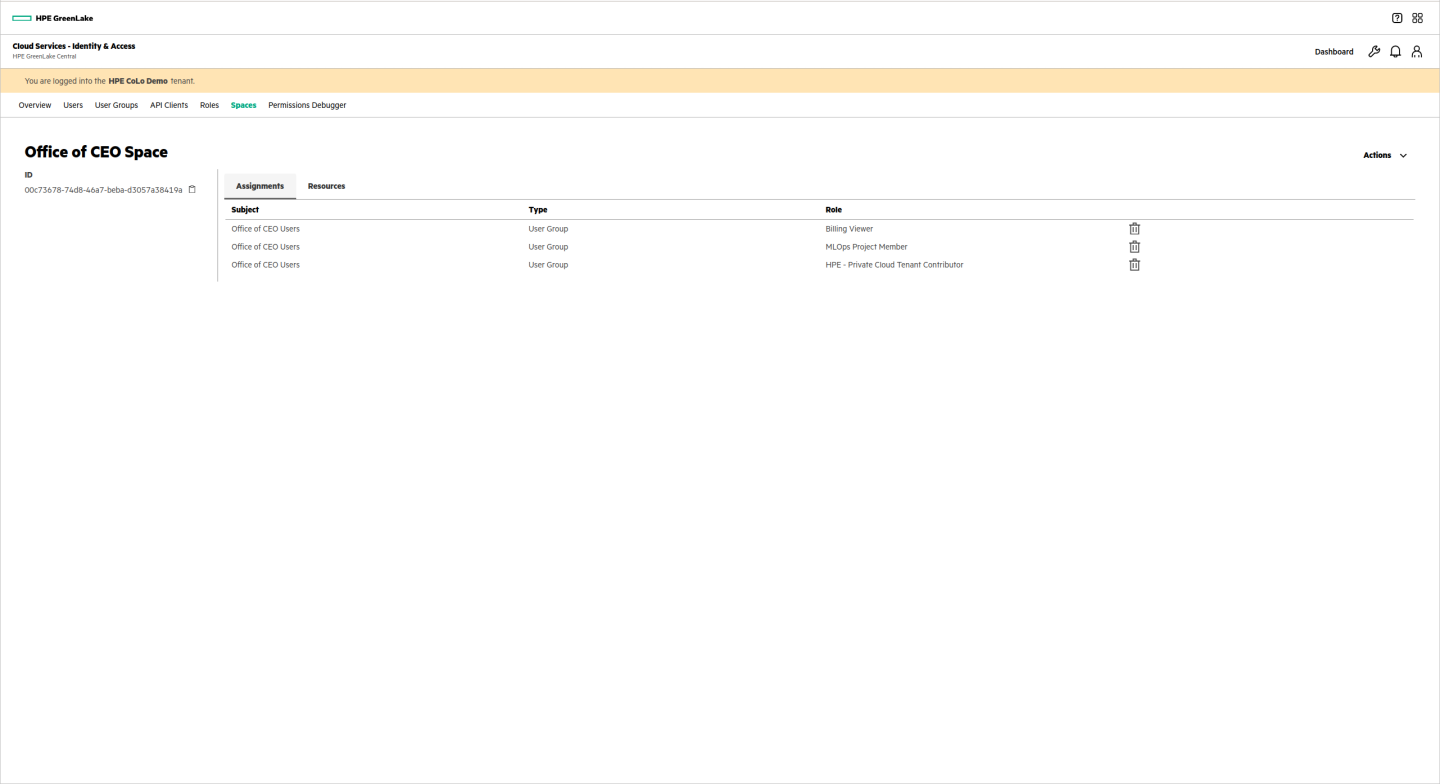 HPE GreenLake
Cloud Services - Identity & Access
HPE GreenLake Central
Dashboard
You are logged into the HPE CoLo Demo tenant.
Overview Users User Groups API Clients Roles Spaces Permissions Debugger
Office of CEO Space
Actions
ID
00c73678-74d8-46a7-beba-d3057a38419a
Assignments Resources
Subject Type Role
Office of CEO Users User Group Billing Viewer
Office of CEO Users User Group MLOps Project Member
Office of CEO Users User Group HPE - Private Cloud Tenant Contributor